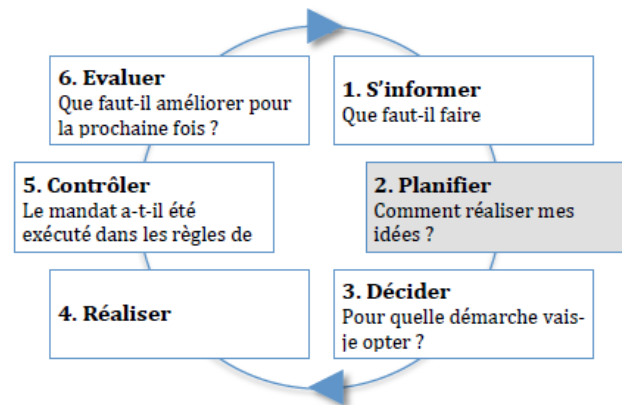 1. S'informer
Que faut-il faire
2. Planifier
Comment réaliser mes
idées ?
3. Décider
Pour quelle démarche vais-
je opter ?
4. Réaliser
5. Contrôler
Le mandat a-t-il été
exécuté dans les règles de
6. Evaluer
Que faut-il améliorer pour
la prochaine fois ?